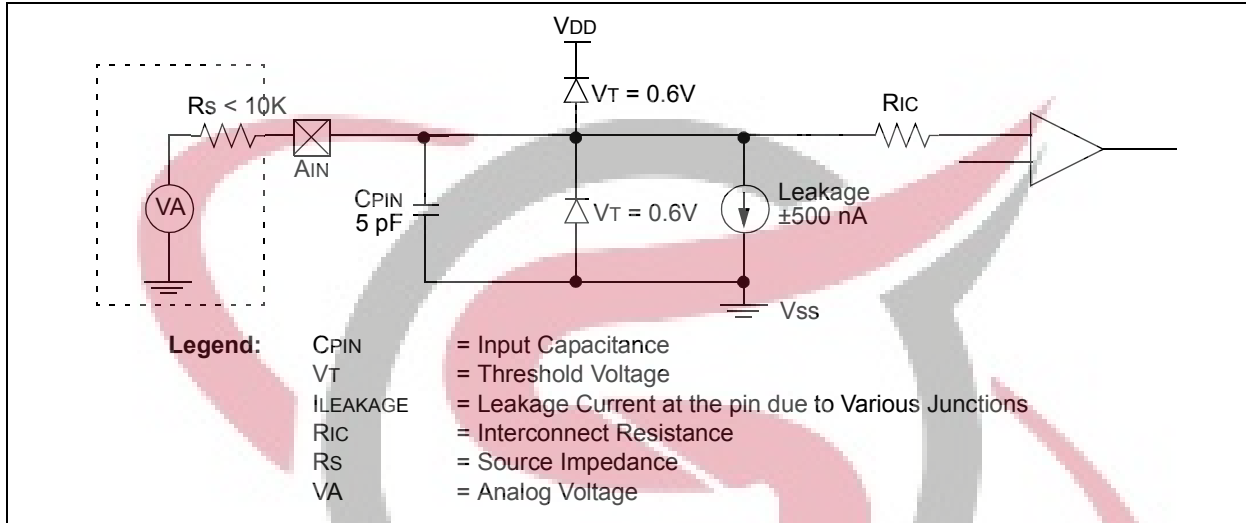 VDD
VT = 0.6V
RS < 10K
RIC
AIN
VA
CPIN
5 pF
VT = 0.6V
Leakage
±500 nA
VSS
Legend: CPIN = Input Capacitance
VT = Threshold Voltage
ILEAKAGE = Leakage Current at the pin due to Various Junctions
RIC = Interconnect Resistance
RS = Source Impedance
VA = Analog Voltage